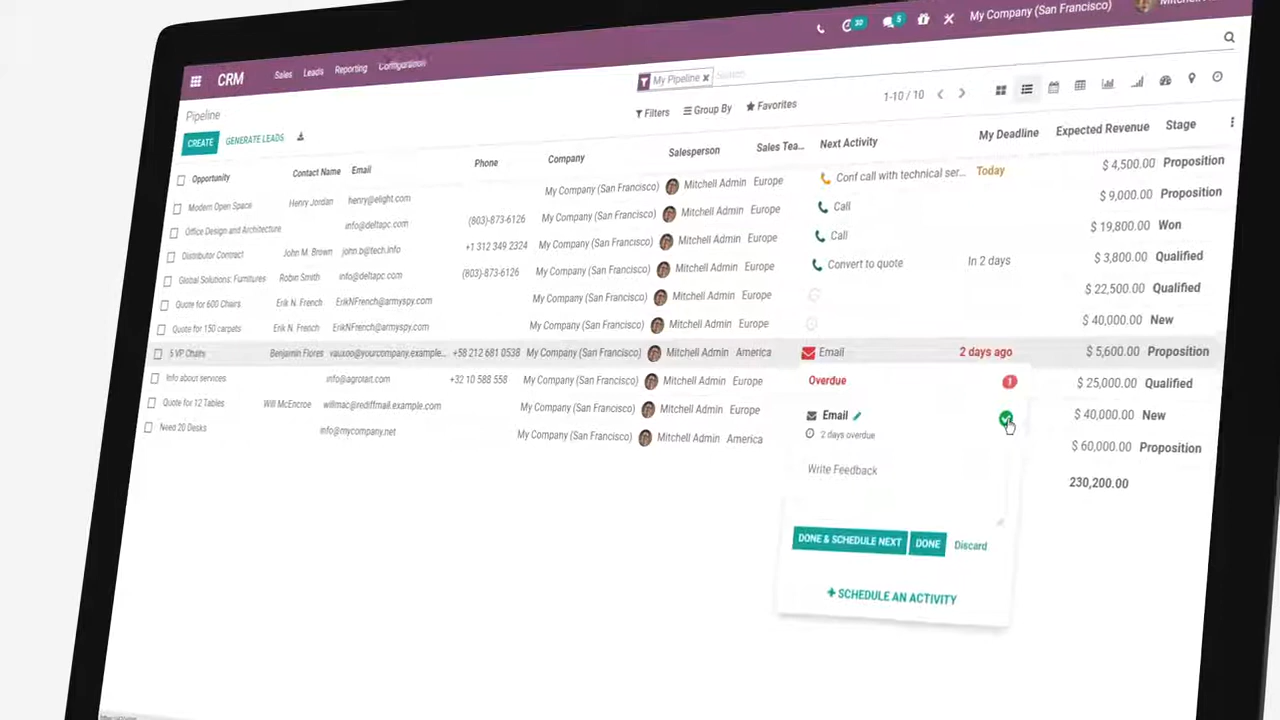 CRM Sales Leads Reporting Configuration 30 5 My Company (San Francisco)
Pipeline
My Pipeline × Search
CREATE GENERATE LEADS
Filters Group By Favorites 1-10 / 10
Opportunity Contact Name Email Phone Company Salesperson Sales Tea... Next Activity My Deadline Expected Revenue Stage
Modern Open Space Henry Jordan henry@elight.com My Company (San Francisco) Mitchell Admin Europe Conf call with technical ser... Today $ 4,500.00 Proposition
Office Design and Architecture info@deltapc.com (803)-873-6126 My Company (San Francisco) Mitchell Admin Europe Call $ 9,000.00 Proposition
Distributor Contract John M. Brown john.b@tech.info +1 312 349 2324 My Company (San Francisco) Mitchell Admin Europe Call $ 19,800.00 Won
Global Solutions: Furnitures Robin Smith info@deltapc.com (803)-873-6126 My Company (San Francisco) Mitchell Admin Europe Convert to quote In 2 days $ 3,800.00 Qualified
Quote for 600 Chairs Erik N. French ErikNFrench@armyspy.com My Company (San Francisco) Mitchell Admin Europe $ 22,500.00 Qualified
Quote for 150 carpets Erik N. French ErikNFrench@armyspy.com My Company (San Francisco) Mitchell Admin Europe $ 40,000.00 New
5 VP Chairs Benjamin Flores vauxoo@yourcompany.example... +58 212 681 0538 My Company (San Francisco) Mitchell Admin America Email 2 days ago $ 5,600.00 Proposition
Info about services info@agrolait.com +32 10 588 558 My Company (San Francisco) Mitchell Admin Europe $ 25,000.00 Qualified
Quote for 12 Tables Will McEncroe willmac@rediffmail.example.com My Company (San Francisco) Mitchell Admin Europe $ 40,000.00 New
Need 20 Desks info@mycompany.net My Company (San Francisco) Mitchell Admin America $ 60,000.00 Proposition
230,200.00
Overdue 1
Email
2 days overdue
Write Feedback
DONE & SCHEDULE NEXT DONE Discard
+ SCHEDULE AN ACTIVITY